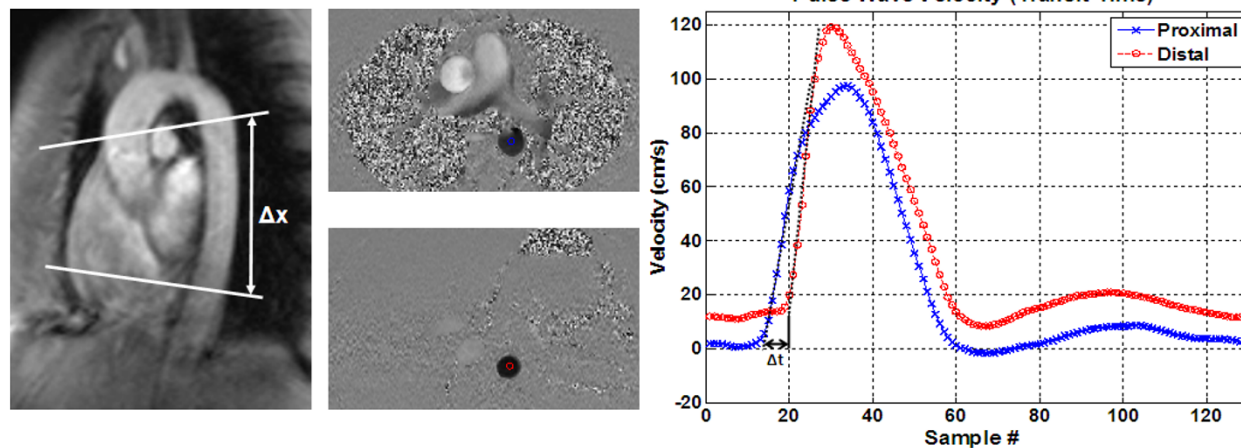 Pulse Wave Velocity (Transit Time)
Δx
Velocity (cm/s)
120
100
80
60
40
20
0
-20
Proximal
Distal
Δt
0 20 40 60 80 100 120
Sample #